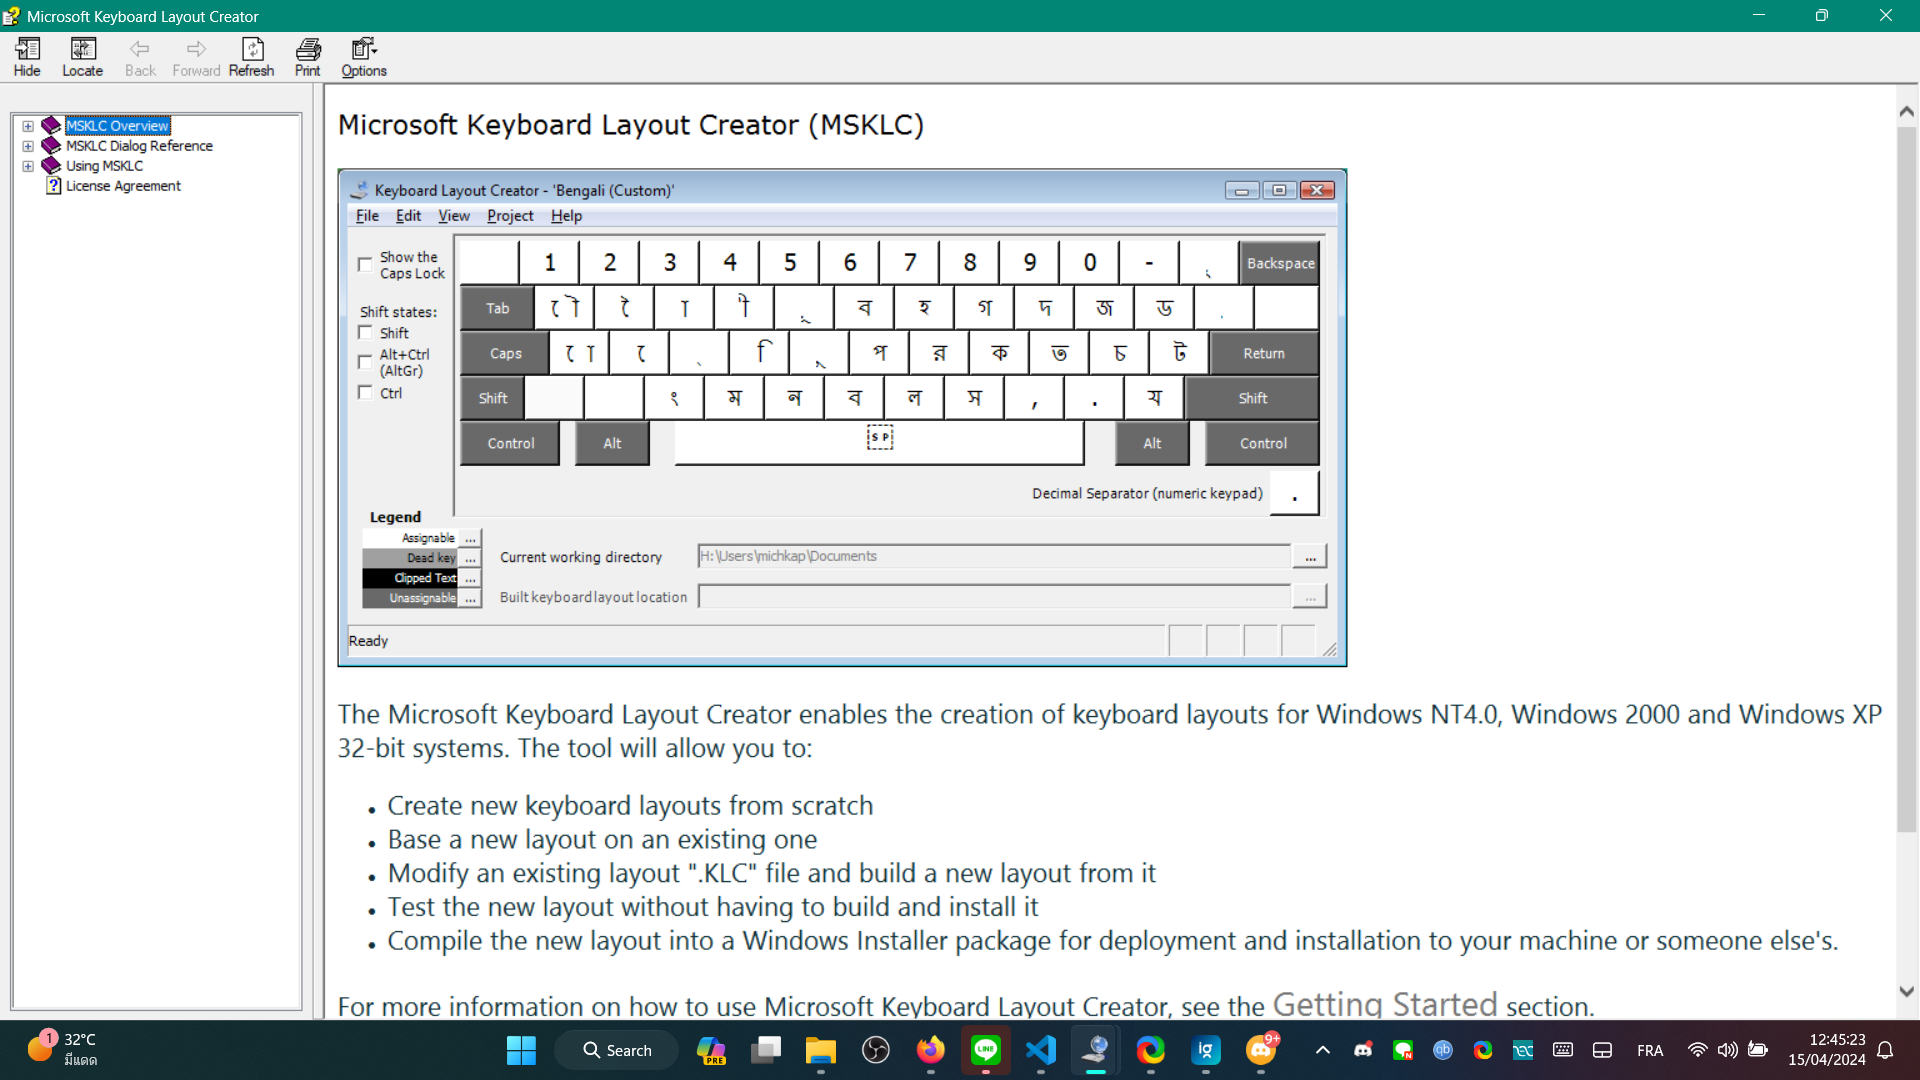 Microsoft Keyboard Layout Creator
Hide Locate Back Forward Refresh Print Options
MSKLC Overview
MSKLC Dialog Reference
Using MSKLC
License Agreement
Microsoft Keyboard Layout Creator (MSKLC)
Keyboard Layout Creator - 'Bengali (Custom)'
File Edit View Project Help
Show the
Caps Lock
Shift states:
Shift
Alt+Ctrl
(AltGr)
Ctrl
1 2 3 4 5 6 7 8 9 0 - ৃ Backspace
Tab ৌ ৈ া ী ূ ব হ গ দ জ ড ়
Caps ো ে ্ ি ু প র ক ত চ ট Return
Shift ং ম ন ব ল স , . য Shift
Control Alt SP Alt Control
Decimal Separator (numeric keypad) .
Legend
Assignable ...
Dead key ...
Clipped Text ...
Unassignable ...
Current working directory H:\Users\michkap\Documents ...
Built keyboard layout location ...
Ready
The Microsoft Keyboard Layout Creator enables the creation of keyboard layouts for Windows NT4.0, Windows 2000 and Windows XP
32-bit systems. The tool will allow you to:
• Create new keyboard layouts from scratch
• Base a new layout on an existing one
• Modify an existing layout ".KLC" file and build a new layout from it
• Test the new layout without having to build and install it
• Compile the new layout into a Windows Installer package for deployment and installation to your machine or someone else's.
For more information on how to use Microsoft Keyboard Layout Creator, see the Getting Started section.
1
32°C
มีแดด
Search
PRE
LINE
ig
9+
qb
FRA
12:45:23
15/04/2024